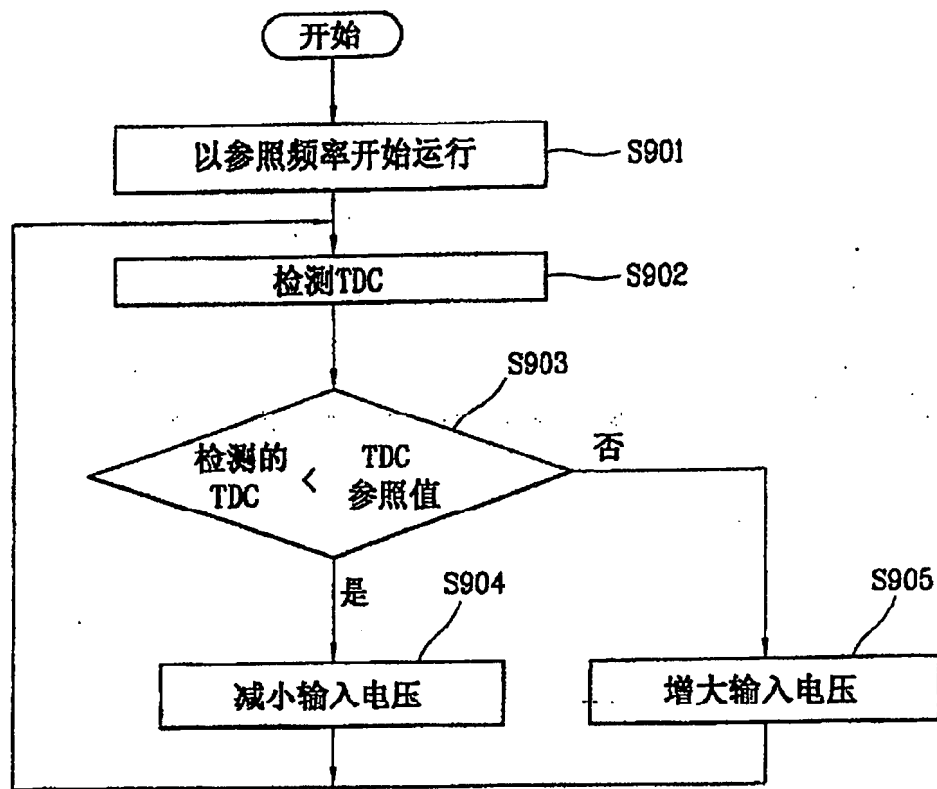 开始
以参照频率开始运行
S901
检测TDC
S902
S903
检测的
TDC
<
TDC
参照值
否
是
S904
S905
减小输入电压
增大输入电压